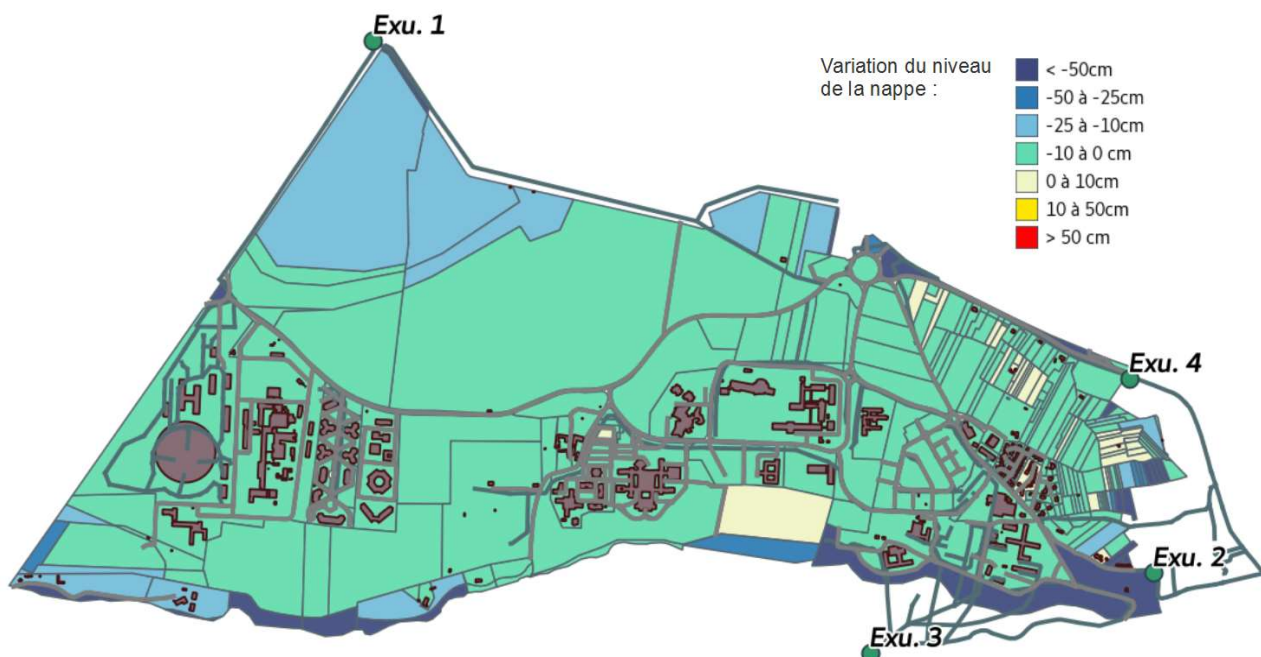 Exu. 1
Variation du niveau
de la nappe :
< -50cm
-50 à -25cm
-25 à -10cm
-10 à 0 cm
0 à 10cm
10 à 50cm
> 50 cm
Exu. 4
Exu. 2
Exu. 3